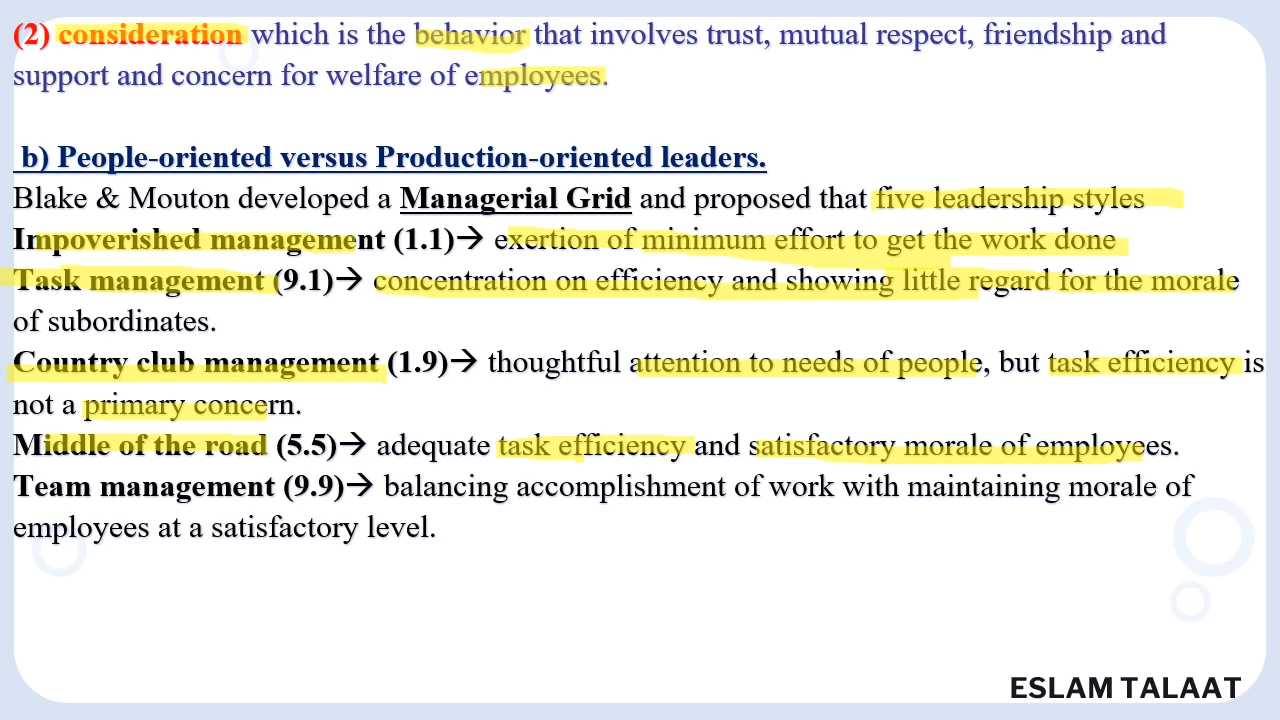 (2) consideration which is the behavior that involves trust, mutual respect, friendship and
support and concern for welfare of employees.
b) People-oriented versus Production-oriented leaders.
Blake & Mouton developed a Managerial Grid and proposed that five leadership styles
Impoverished management (1.1)→ exertion of minimum effort to get the work done
Task management (9.1)→ concentration on efficiency and showing little regard for the morale
of subordinates.
Country club management (1.9)→ thoughtful attention to needs of people, but task efficiency is
not a primary concern.
Middle of the road (5.5)→ adequate task efficiency and satisfactory morale of employees.
Team management (9.9)→ balancing accomplishment of work with maintaining morale of
employees at a satisfactory level.
ESLAM TALAAT